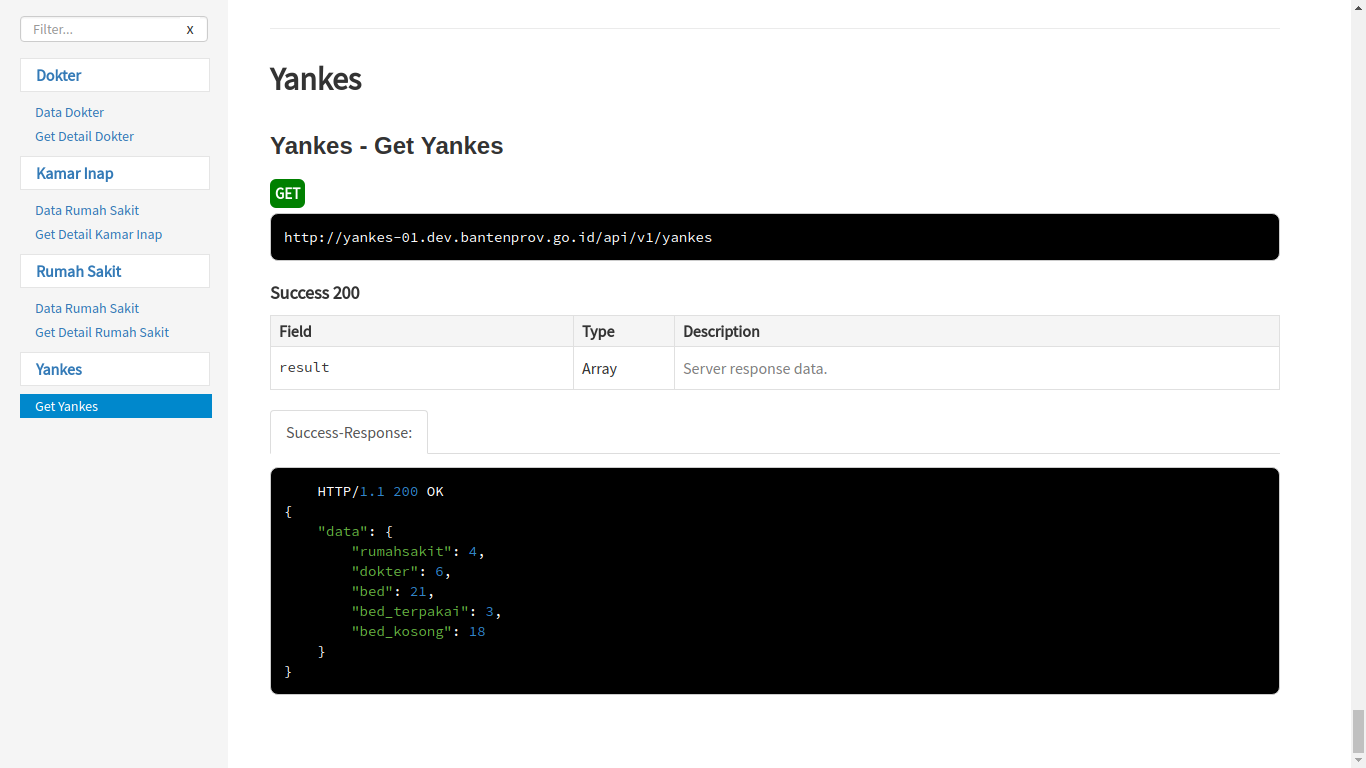 Filter...
x
Dokter
Data Dokter
Get Detail Dokter
Kamar Inap
Data Rumah Sakit
Get Detail Kamar Inap
Rumah Sakit
Data Rumah Sakit
Get Detail Rumah Sakit
Yankes
Get Yankes
Yankes
Yankes - Get Yankes
GET
http://yankes-01.dev.bantenprov.go.id/api/v1/yankes
Success 200
Field Type Description
result Array Server response data.
Success-Response:
    HTTP/1.1 200 OK
{
    "data": {
        "rumahsakit": 4,
        "dokter": 6,
        "bed": 21,
        "bed_terpakai": 3,
        "bed_kosong": 18
    }
}